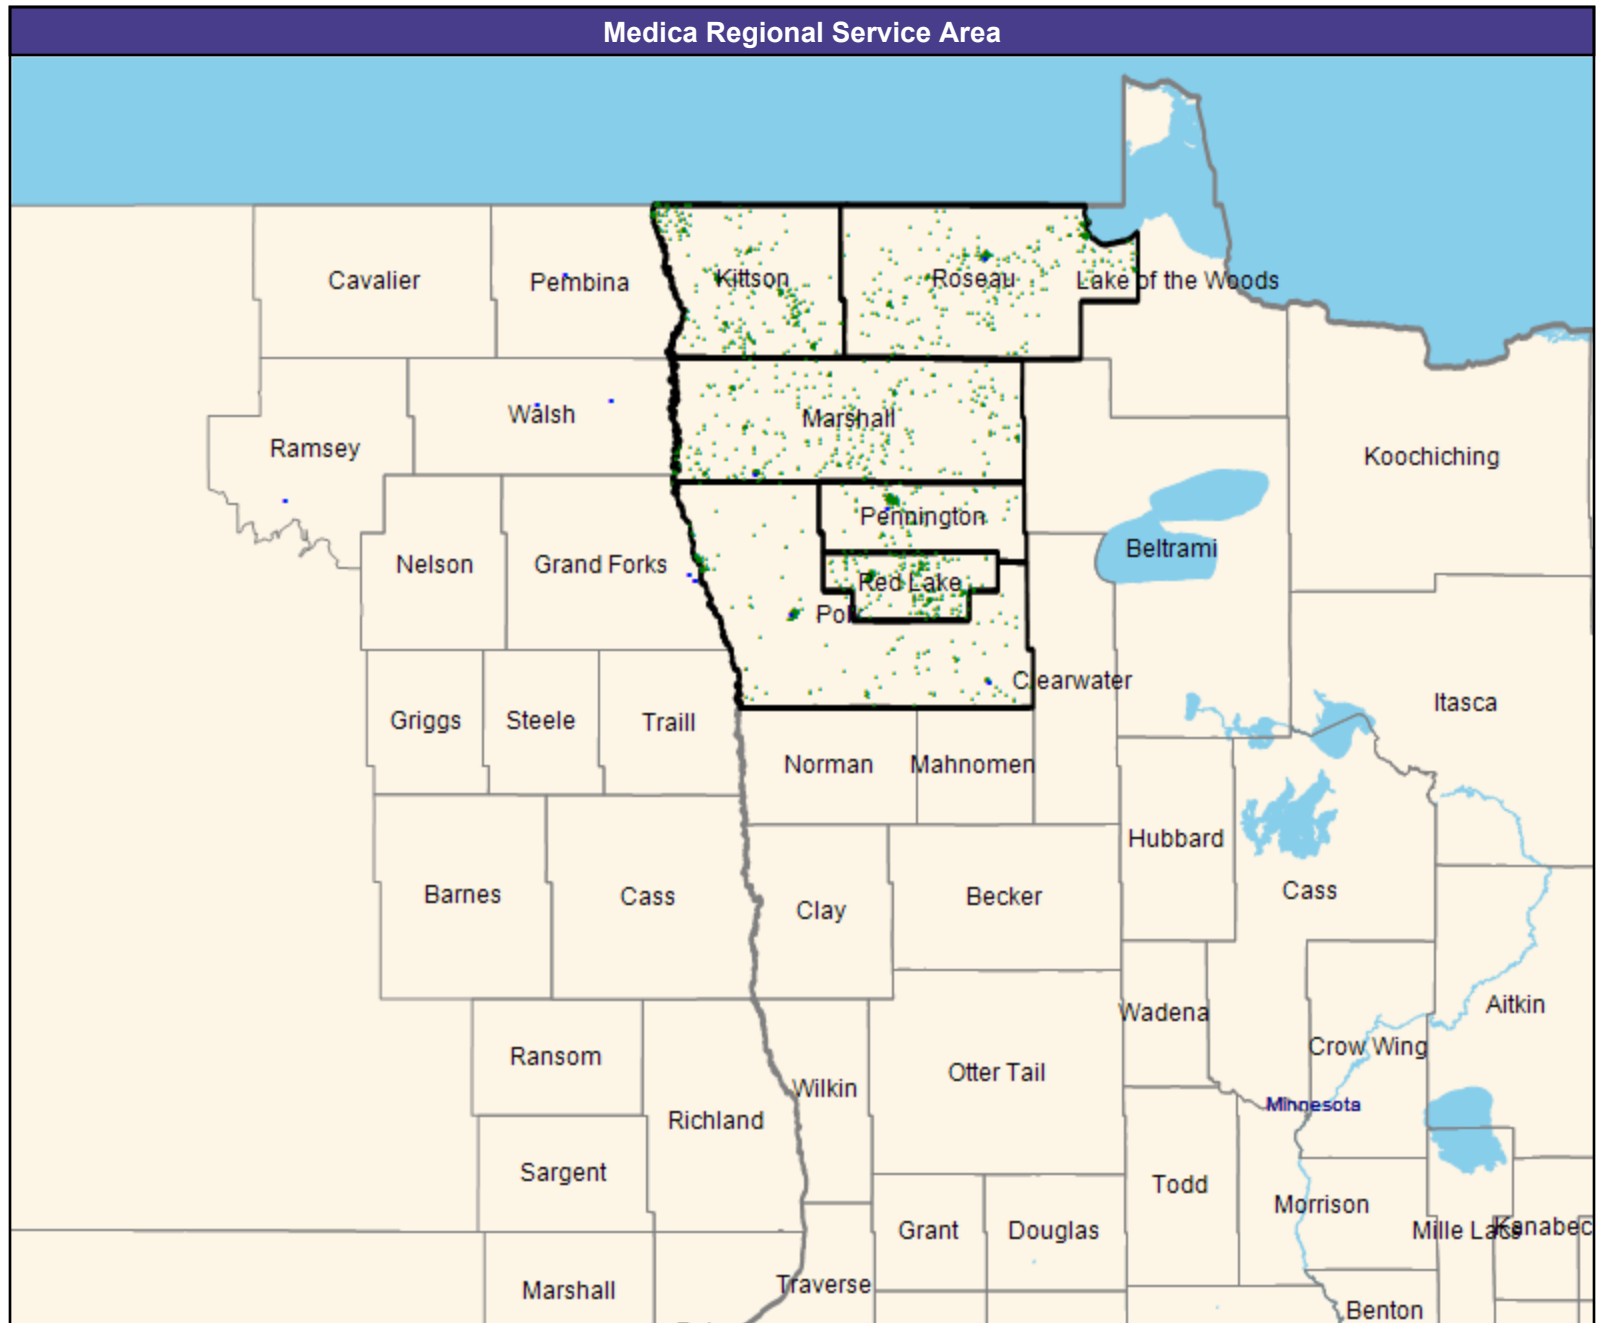 Medica Regional Service Area
Cavalier
Pembina
Kittson
Roseau
Lake of the Woods
Walsh
Marshall
Ramsey
Koochiching
Pennington
Nelson
Grand Forks
Beltrami
Red Lake
Polk
Clearwater
Griggs
Steele
Traill
Itasca
Norman
Mahnomen
Hubbard
Barnes
Cass
Clay
Becker
Cass
Wadena
Aitkin
Ransom
Crow Wing
Otter Tail
Wilkin
Minnesota
Richland
Sargent
Todd
Morrison
Grant
Douglas
Mille Lacs
Kanabec
Marshall
Traverse
Benton